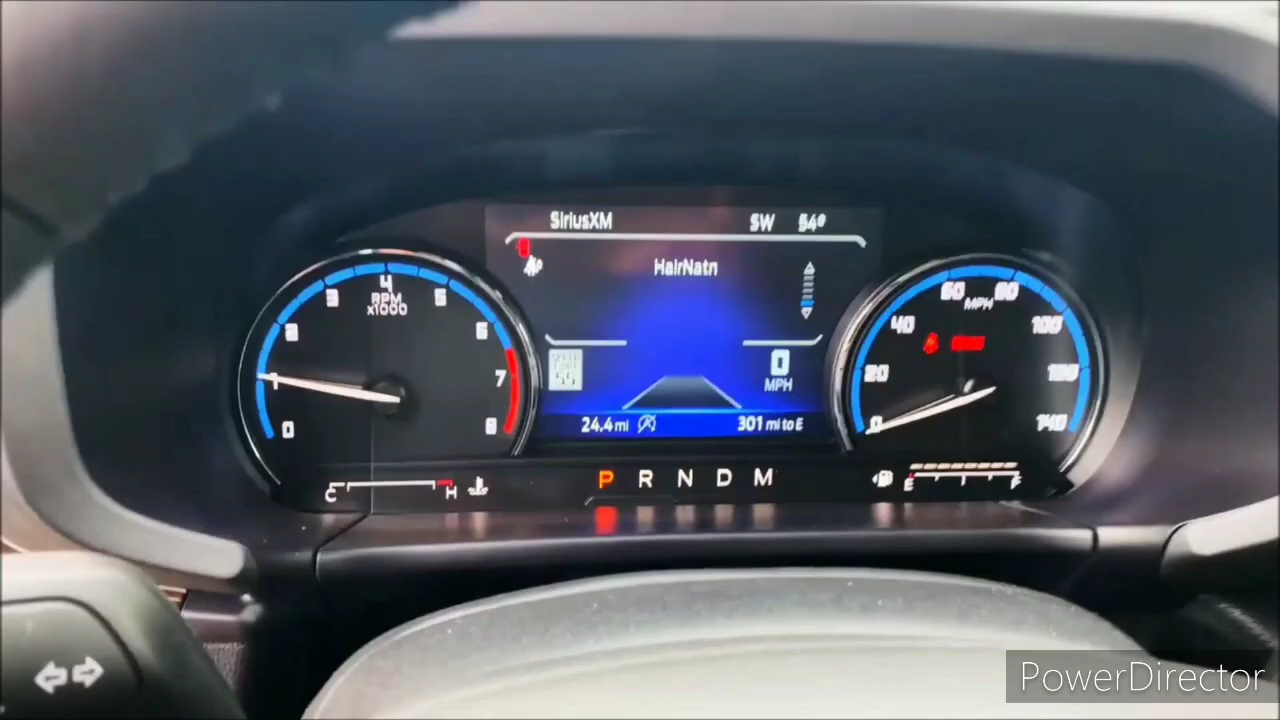 SiriusXM SW 54°
HairNatn
4
3 5
RPM
x1000
2 6
1 7
0 8
60 80
MPH
40 100
20 120
0 140
55
0
MPH
24.4 mi 301 mi to E
P R N D M
C H
E F
PowerDirector